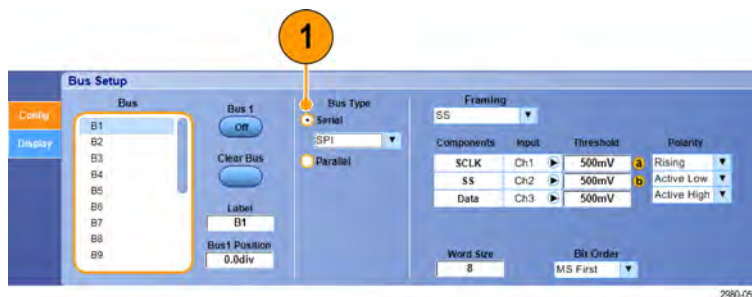 1
Bus Setup
Config
Display
Bus
B1
B2
B3
B4
B5
B6
B7
B8
B9
Bus 1
Off
Clear Bus
Label
B1
Bus1 Position
0.0div
Bus Type
Serial
SPI
Parallel
Framing
SS
Components Input Threshold Polarity
SCLK Ch1 500mV a Rising
SS Ch2 500mV b Active Low
Data Ch3 500mV Active High
Word Size
8
Bit Order
MS First